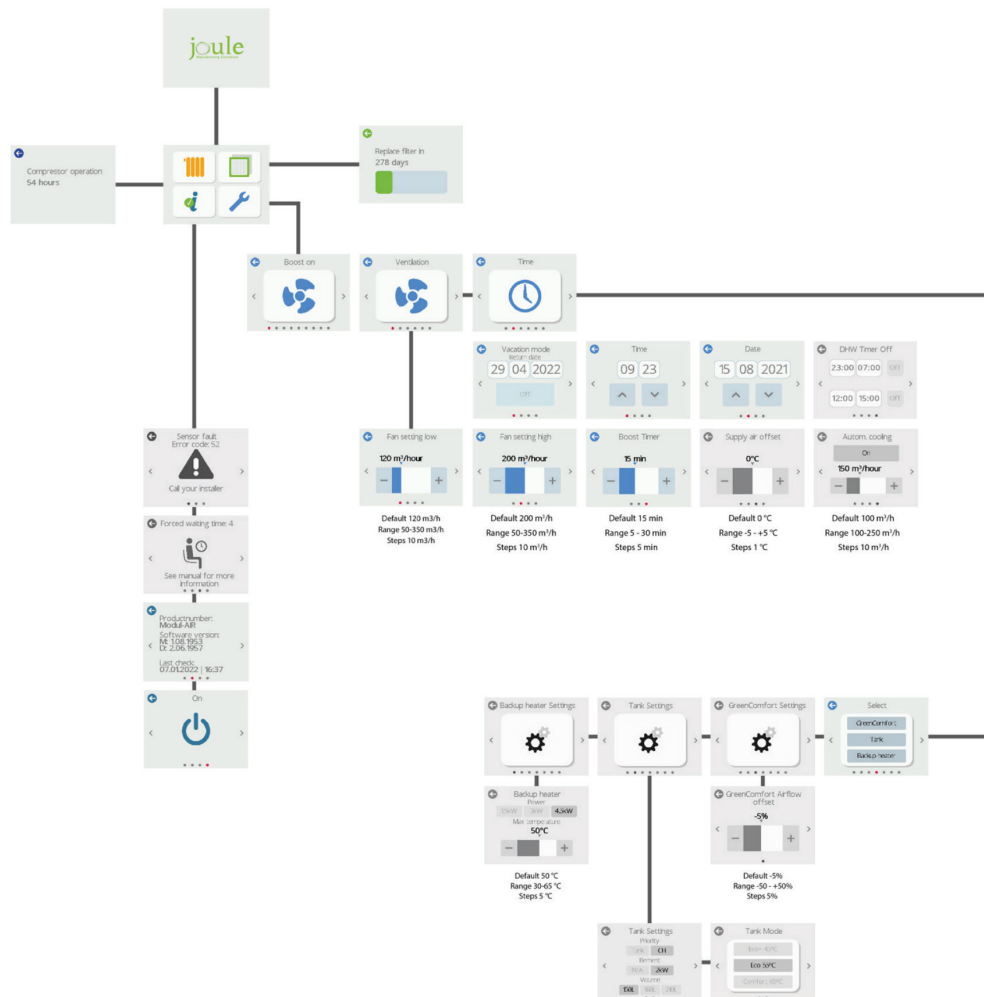 joule
Compressor operation
54 hours
Replace filter in
278 days
Boost on
Ventilation
Time
Vacation mode
Return date
29 04 2022
Off
Time
09 23
Date
15 08 2021
DHW Timer Off
23:00 07:00 Off
12:00 15:00 Off
Sensor fault
Error code: 52
Call your installer
Fan setting low
120 m³/hour
Default 120 m3/h
Range 50-350 m3/h
Steps 10 m3/h
Fan setting high
200 m³/hour
Default 200 m³/h
Range 50-350 m³/h
Steps 10 m³/h
Boost Timer
15 min
Default 15 min
Range 5 - 30 min
Steps 5 min
Supply air offset
0°C
Default 0 °C
Range -5 - +5 °C
Steps 1 °C
Autom. cooling
On
150 m³/hour
Default 100 m³/h
Range 100-250 m³/h
Steps 10 m³/h
Forced waiting time: 4
See manual for more
information
Productnumber:
Modul-AIR
Software version:
M: 1.08.1953
D: 2.06.1957
Last check:
07.01.2022 | 16:37
On
Backup heater Settings
Tank Settings
GreenComfort Settings
Select
GreenComfort
Tank
Backup heater
Backup heater
Power
4.5kW
Max temperature
50°C
Default 50 °C
Range 30-65 °C
Steps 5 °C
GreenComfort Airflow
offset
-5%
Default -5%
Range -50 - +50%
Steps 5%
Tank Settings
Priority
CH
Element
2kW
Volume
150L
Tank Mode
Eco 55°C